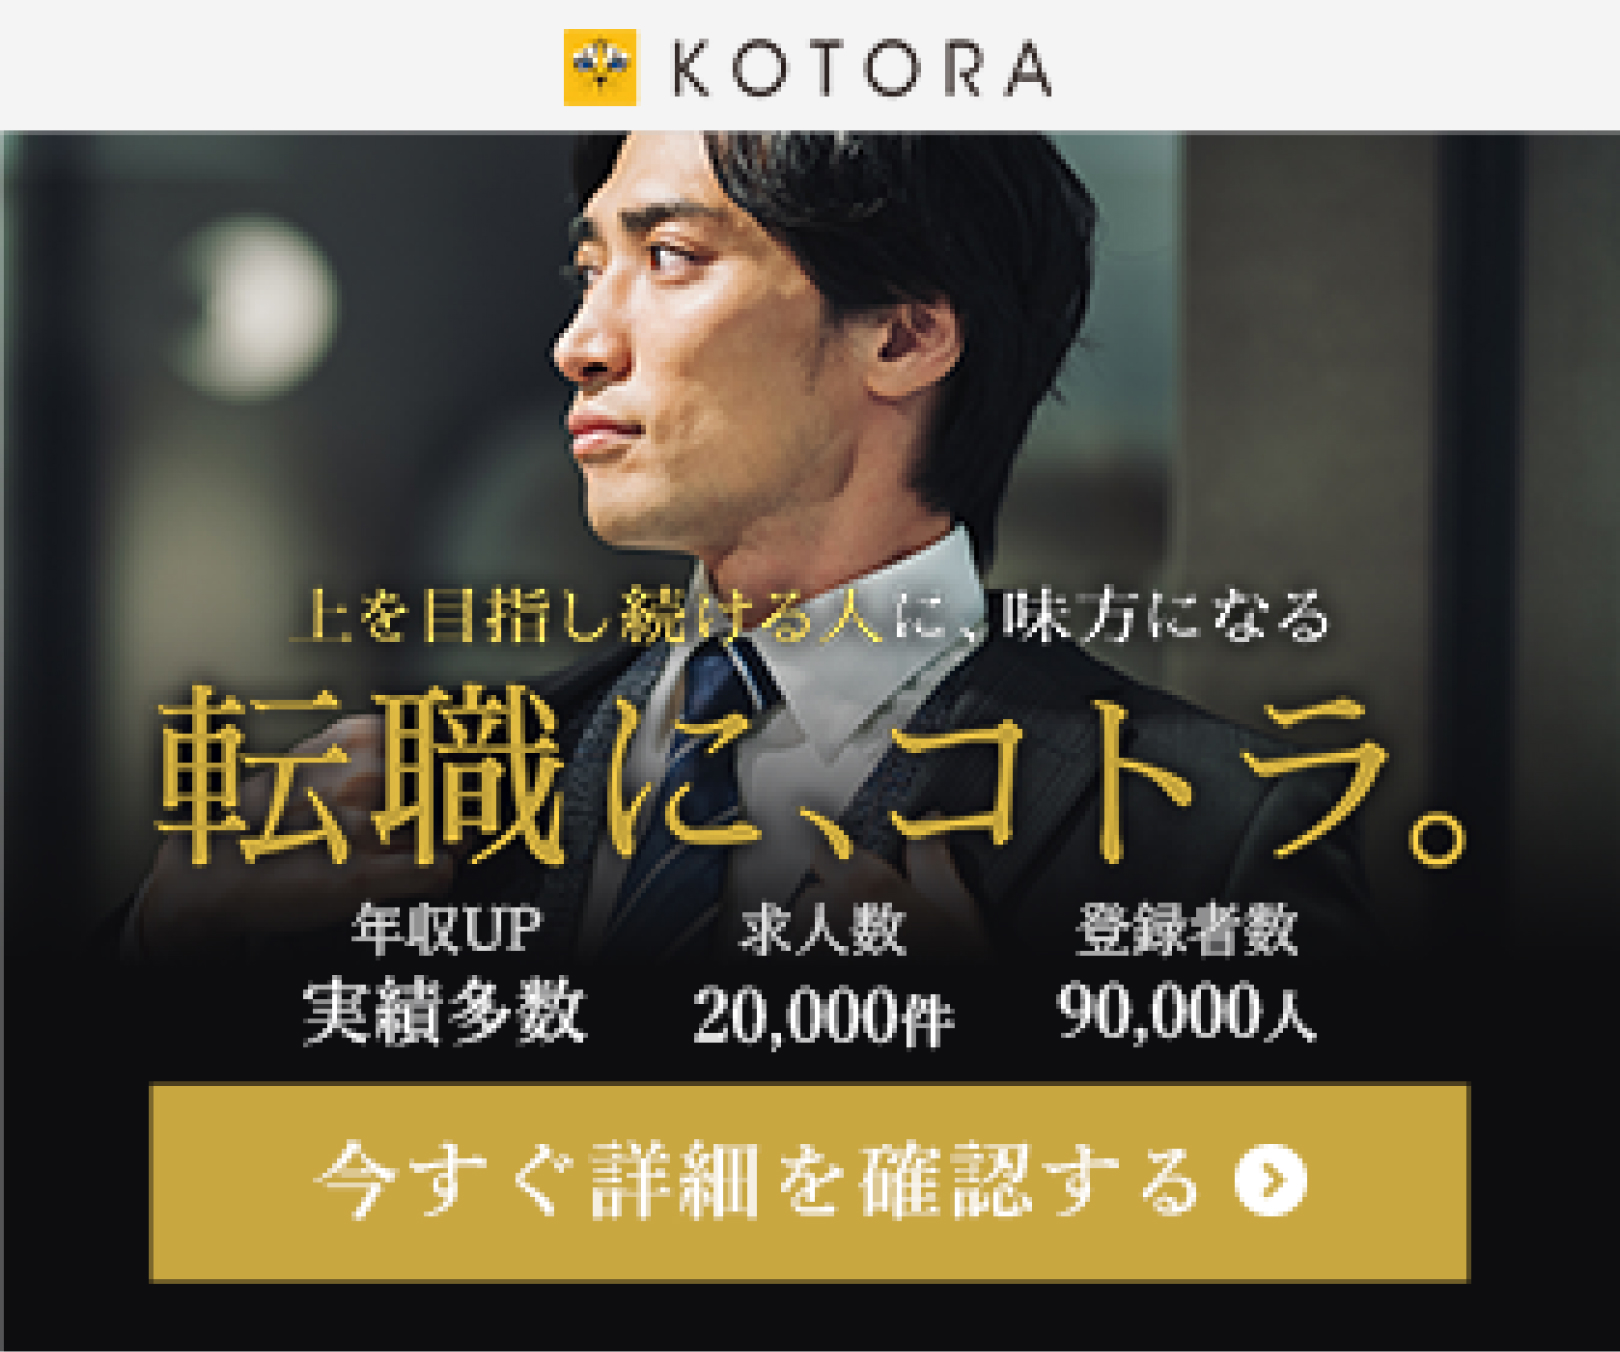 KOTORA
上を目指し続ける人に、味方になる
転職に、コトラ。
年収UP 求人数 登録者数
実績多数 20,000件 90,000人
今すぐ詳細を確認する